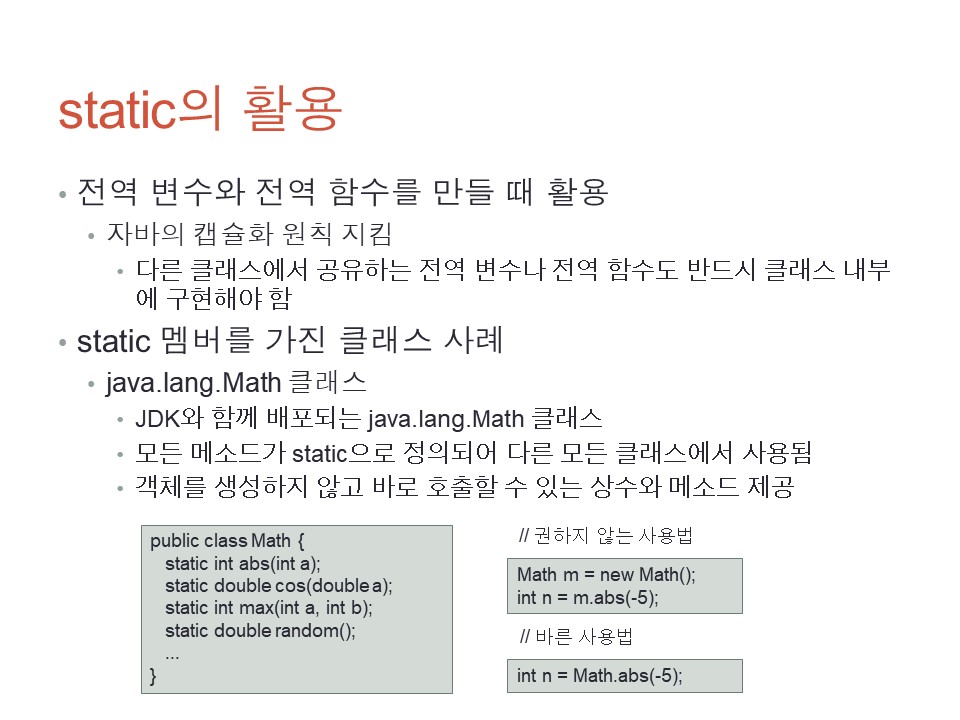 static의 활용
• 전역 변수와 전역 함수를 만들 때 활용
• 자바의 캡슐화 원칙 지킴
• 다른 클래스에서 공유하는 전역 변수나 전역 함수도 반드시 클래스 내부
에 구현해야 함
• static 멤버를 가진 클래스 사례
• java.lang.Math 클래스
• JDK와 함께 배포되는 java.lang.Math 클래스
• 모든 메소드가 static으로 정의되어 다른 모든 클래스에서 사용됨
• 객체를 생성하지 않고 바로 호출할 수 있는 상수와 메소드 제공
public class Math {
static int abs(int a);
static double cos(double a);
static int max(int a, int b);
static double random();
...
}
// 권하지 않는 사용법
Math m = new Math();
int n = m.abs(-5);
// 바른 사용법
int n = Math.abs(-5);